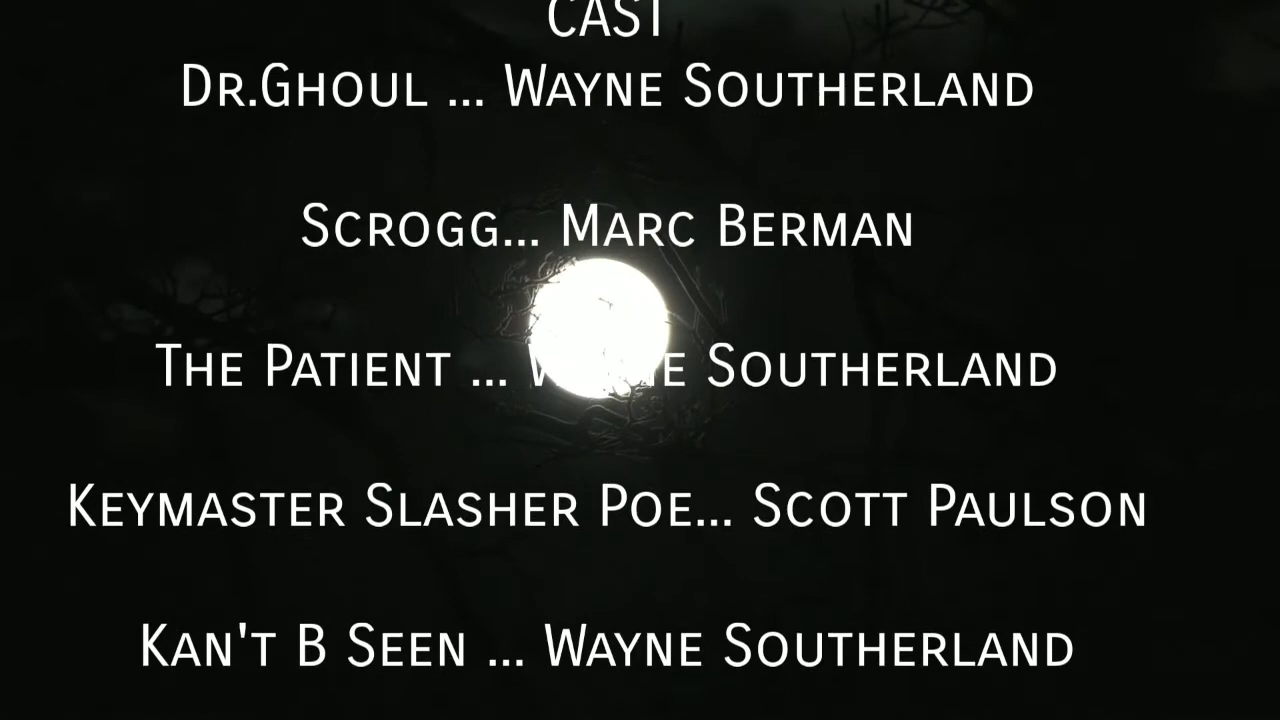 CAST
Dr.Ghoul ... Wayne Southerland
Scrogg... Marc Berman
The Patient ... Wayne Southerland
Keymaster Slasher Poe... Scott Paulson
Kan't B Seen ... Wayne Southerland